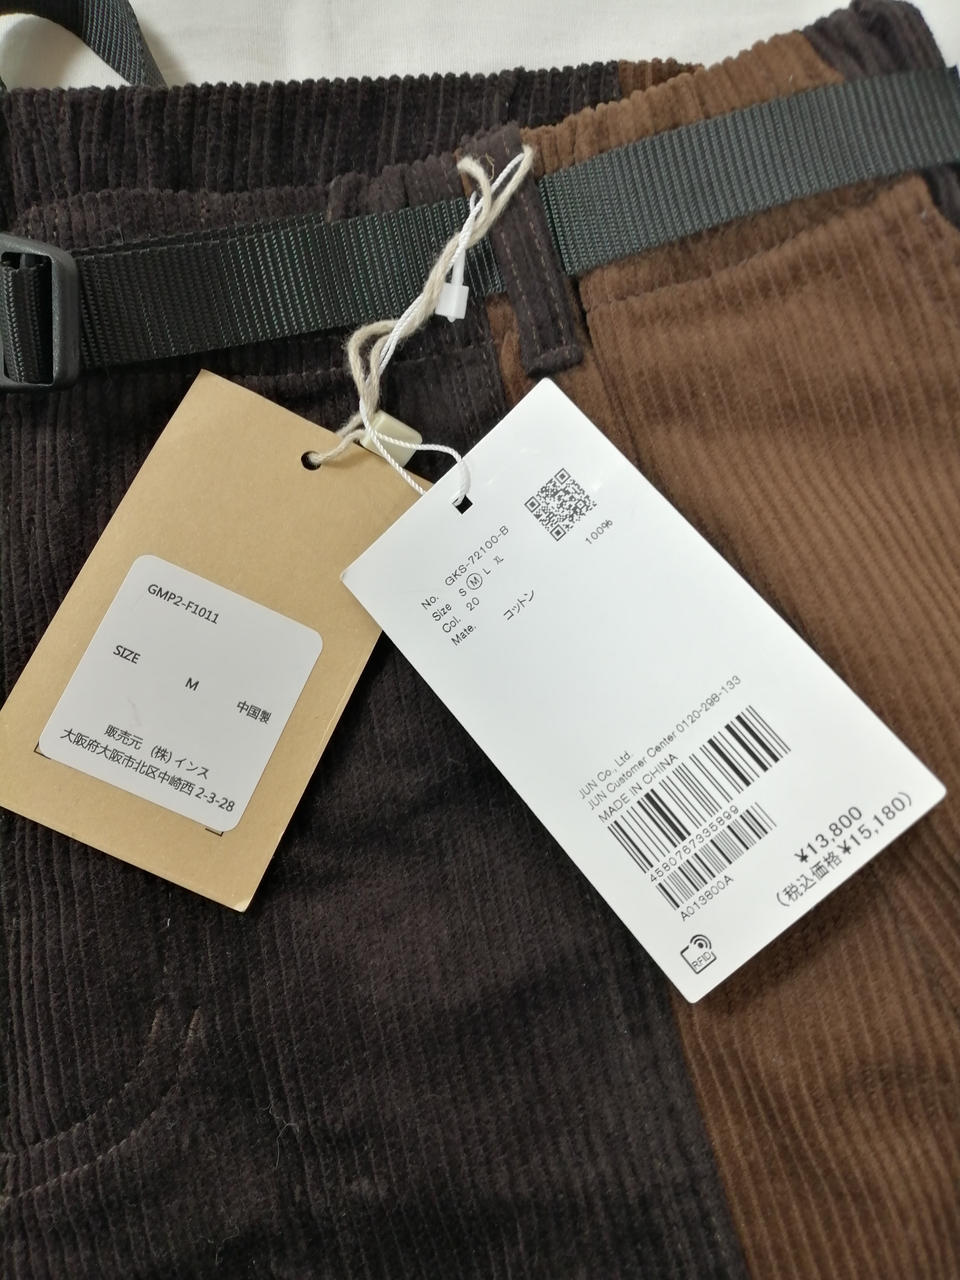 GMP2-F1011
SIZE
M
中国製
販売元 (株)インス
大阪府大阪市北区中崎西 2-3-28
No. GKS-72100-B
Size S M L XL
Col. 20
Mate. コットン 100%
JUN Co., Ltd.
JUN Customer Center 0120-298-133
MADE IN CHINA
4580787335899
A013800A
¥13,800
(税込価格 ¥15,180)
RFID